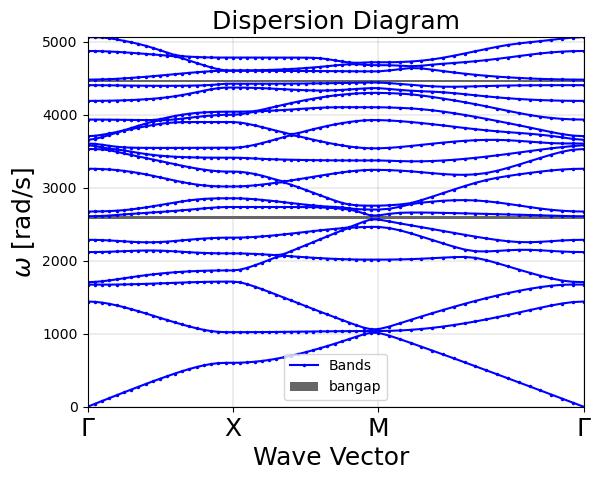 Dispersion Diagram
5000
4000
3000
2000
1000
0
ω [rad/s]
Bands
bangap
Γ X M Γ
Wave Vector